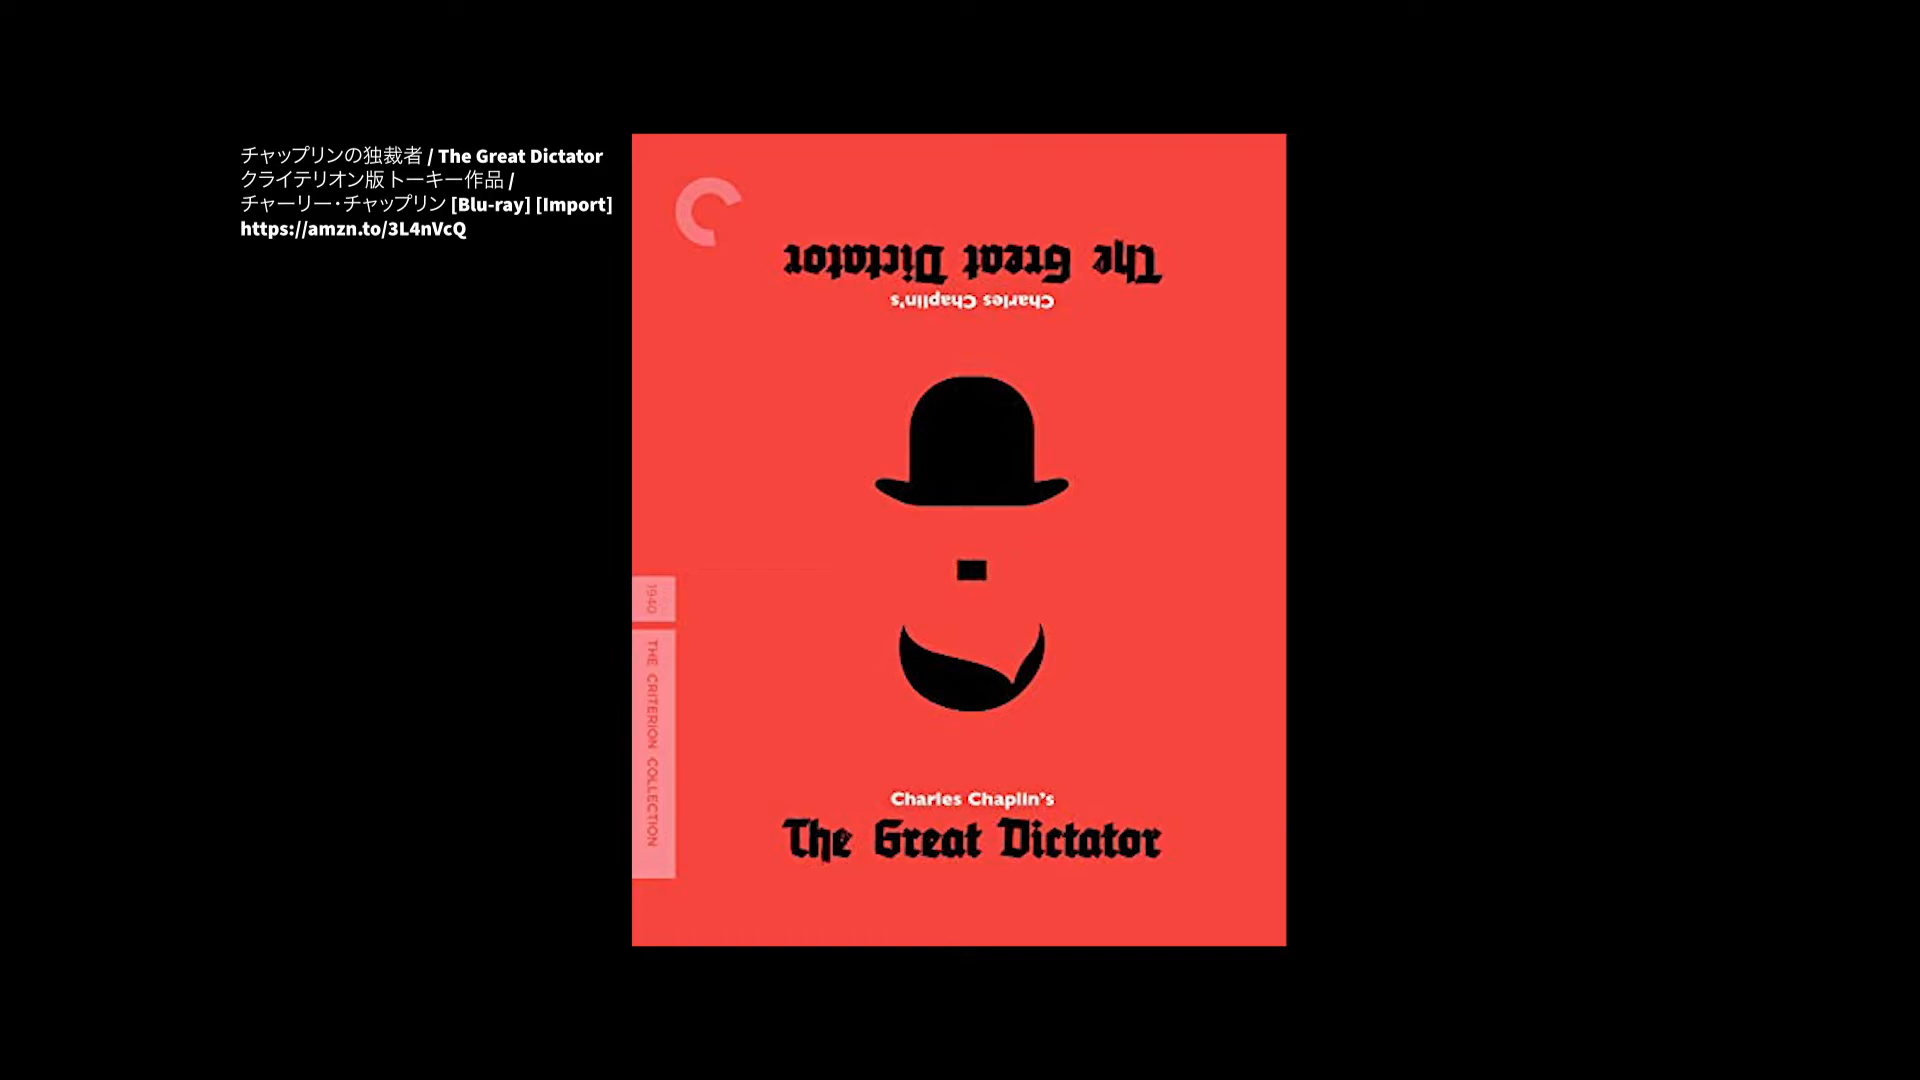 チャップリンの独裁者 / The Great Dictator
クライテリオン版 トーキー作品 /
チャーリー・チャップリン [Blu-ray] [Import]
https://amzn.to/3L4nVcQ
The Great Dictator
Charles Chaplin's
1940
THE CRITERION COLLECTION
Charles Chaplin's
The Great Dictator